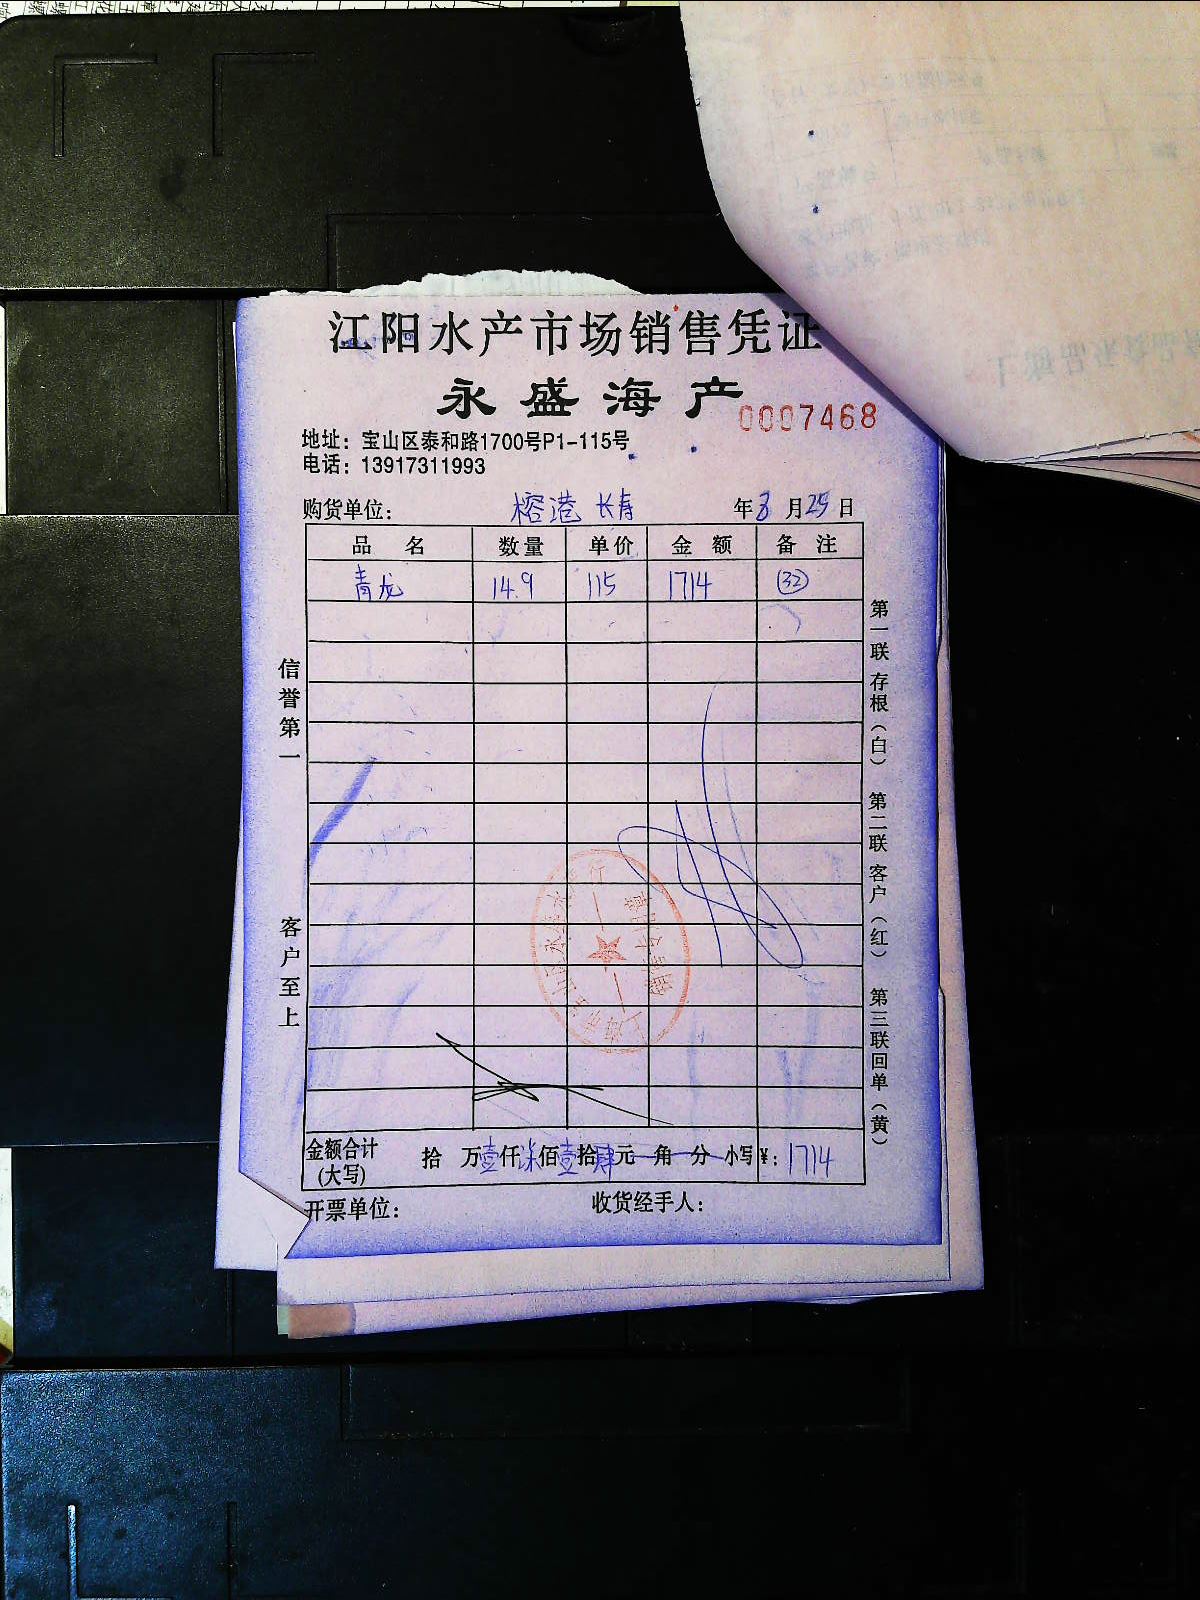 江阳水产市场销售凭证
永盛海产
0007468
地址：宝山区泰和路1700号P1-115号
电话：13917311993
购货单位： 榕港 长寿 年 8 月 25 日
品 名 数量 单价 金 额 备 注
青龙 14.9 115 1714 32
信誉第一
客户至上
第一联 存根（白） 第二联 客户（红） 第三联 回单（黄）
金额合计 拾 万 壹 仟 柒 佰 壹 拾 肆 元 角 分 小写¥：1714
（大写）
开票单位： 收货经手人：